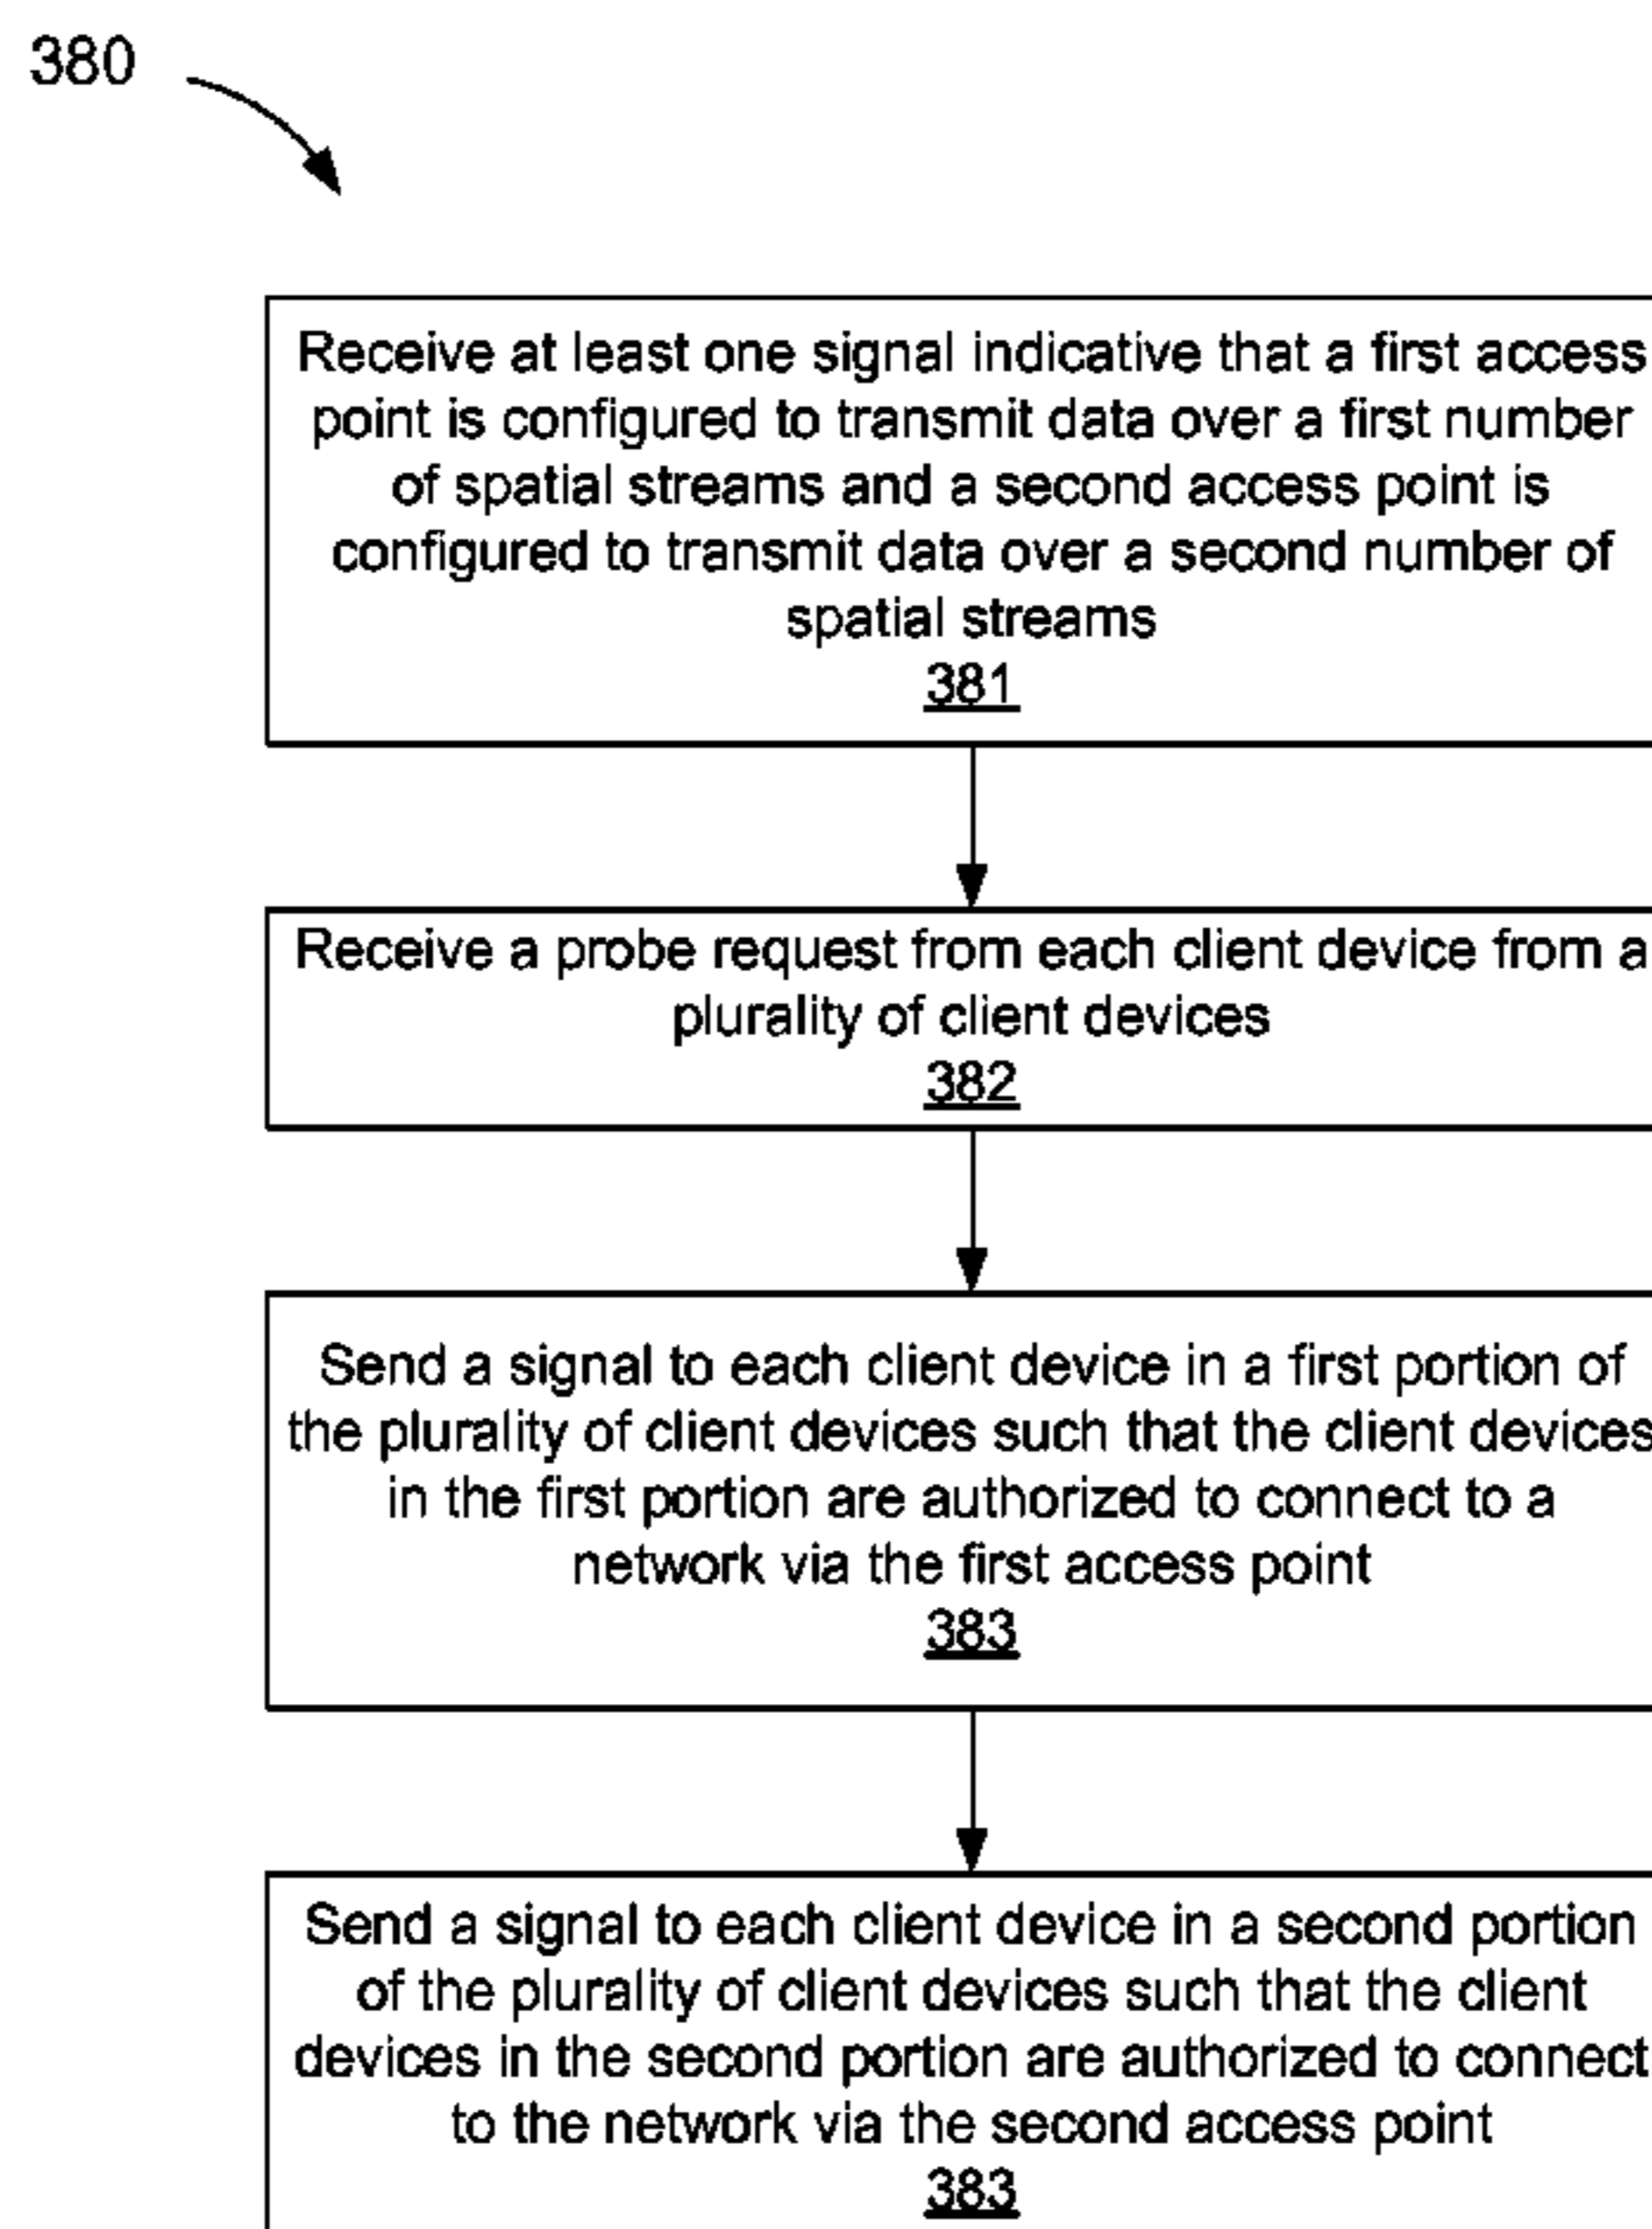 380
Receive at least one signal indicative that a first access
point is configured to transmit data over a first number
of spatial streams and a second access point is
configured to transmit data over a second number of
spatial streams
381
Receive a probe request from each client device from a
plurality of client devices
382
Send a signal to each client device in a first portion of
the plurality of client devices such that the client devices
in the first portion are authorized to connect to a
network via the first access point
383
Send a signal to each client device in a second portion
of the plurality of client devices such that the client
devices in the second portion are authorized to connect
to the network via the second access point
383